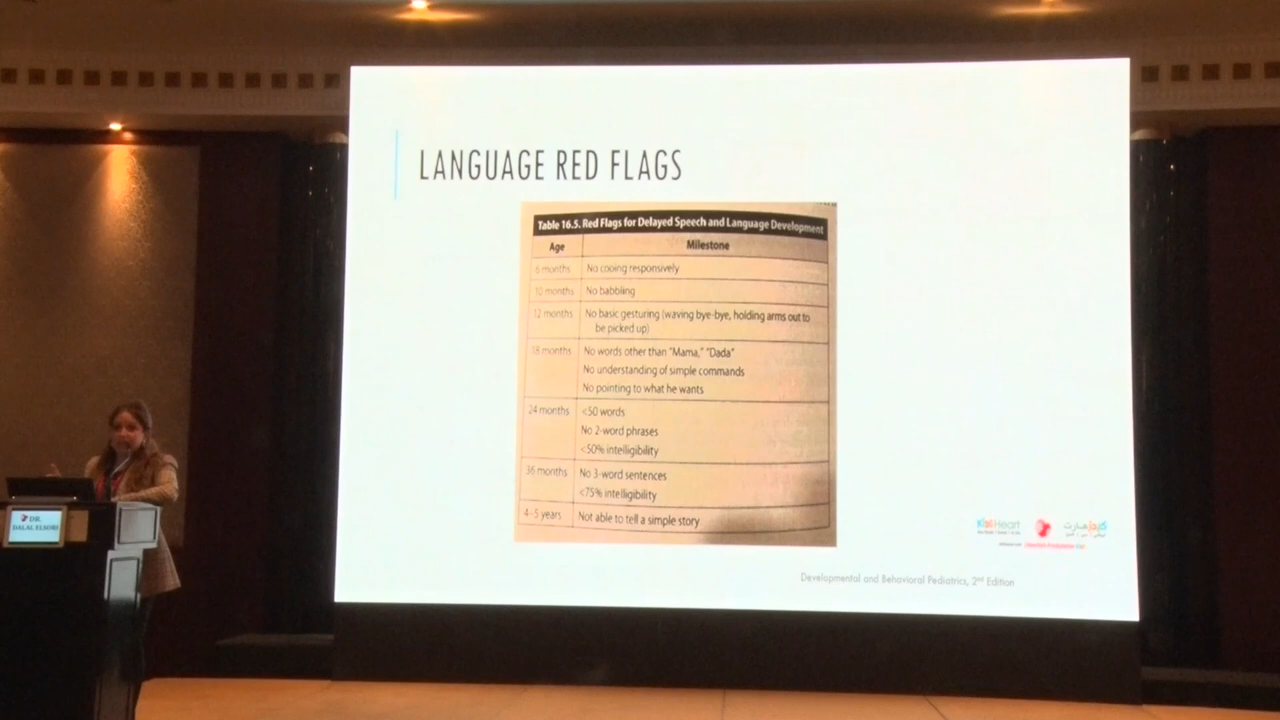 LANGUAGE RED FLAGS
Table 16.5. Red Flags for Delayed Speech and Language Development
Age Milestone
6 months No cooing responsively
10 months No babbling
12 months No basic gesturing (waving bye-bye, holding arms out to
be picked up)
18 months No words other than "Mama," "Dada"
No understanding of simple commands
No pointing to what he wants
24 months <50 words
No 2-word phrases
<50% intelligibility
36 months No 3-word sentences
<75% intelligibility
4–5 years Not able to tell a simple story
Heart
كيدزهارت
Developmental and Behavioral Pediatrics, 2nd Edition
DR.
DALAL